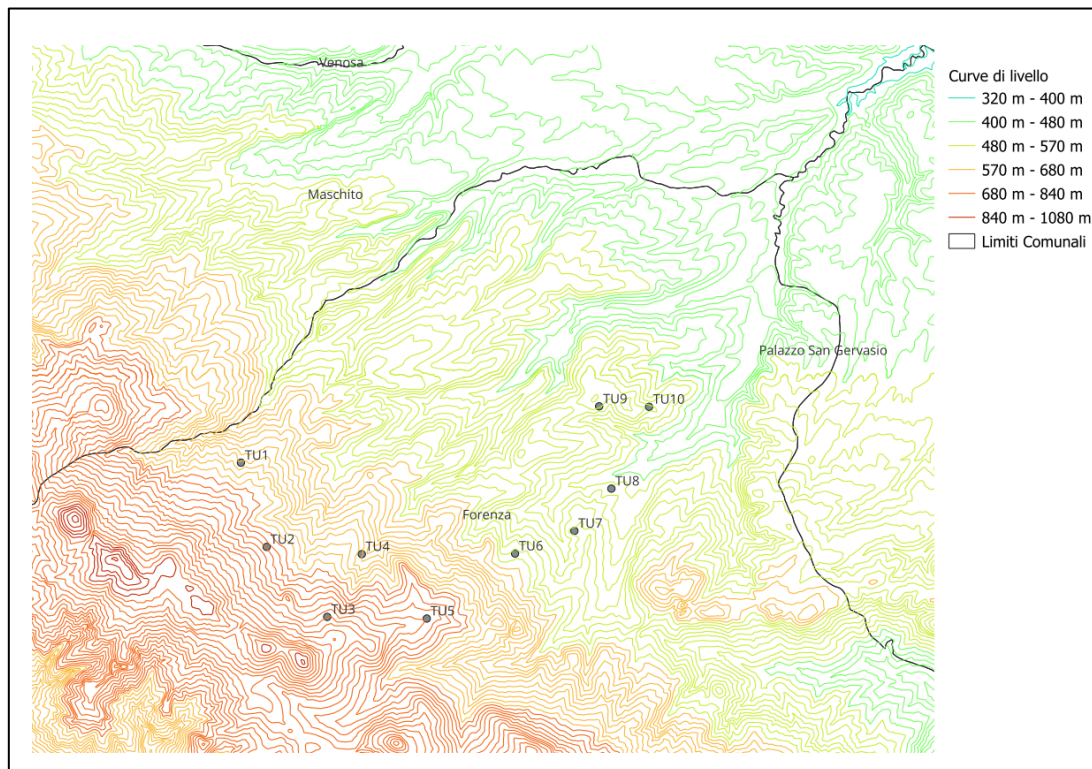 Venosa
Maschito
Palazzo San Gervasio
TU9
TU10
TU1
TU8
Forenza
TU7
TU2
TU4
TU6
TU3
TU5
Curve di livello
320 m - 400 m
400 m - 480 m
480 m - 570 m
570 m - 680 m
680 m - 840 m
840 m - 1080 m
Limiti Comunali